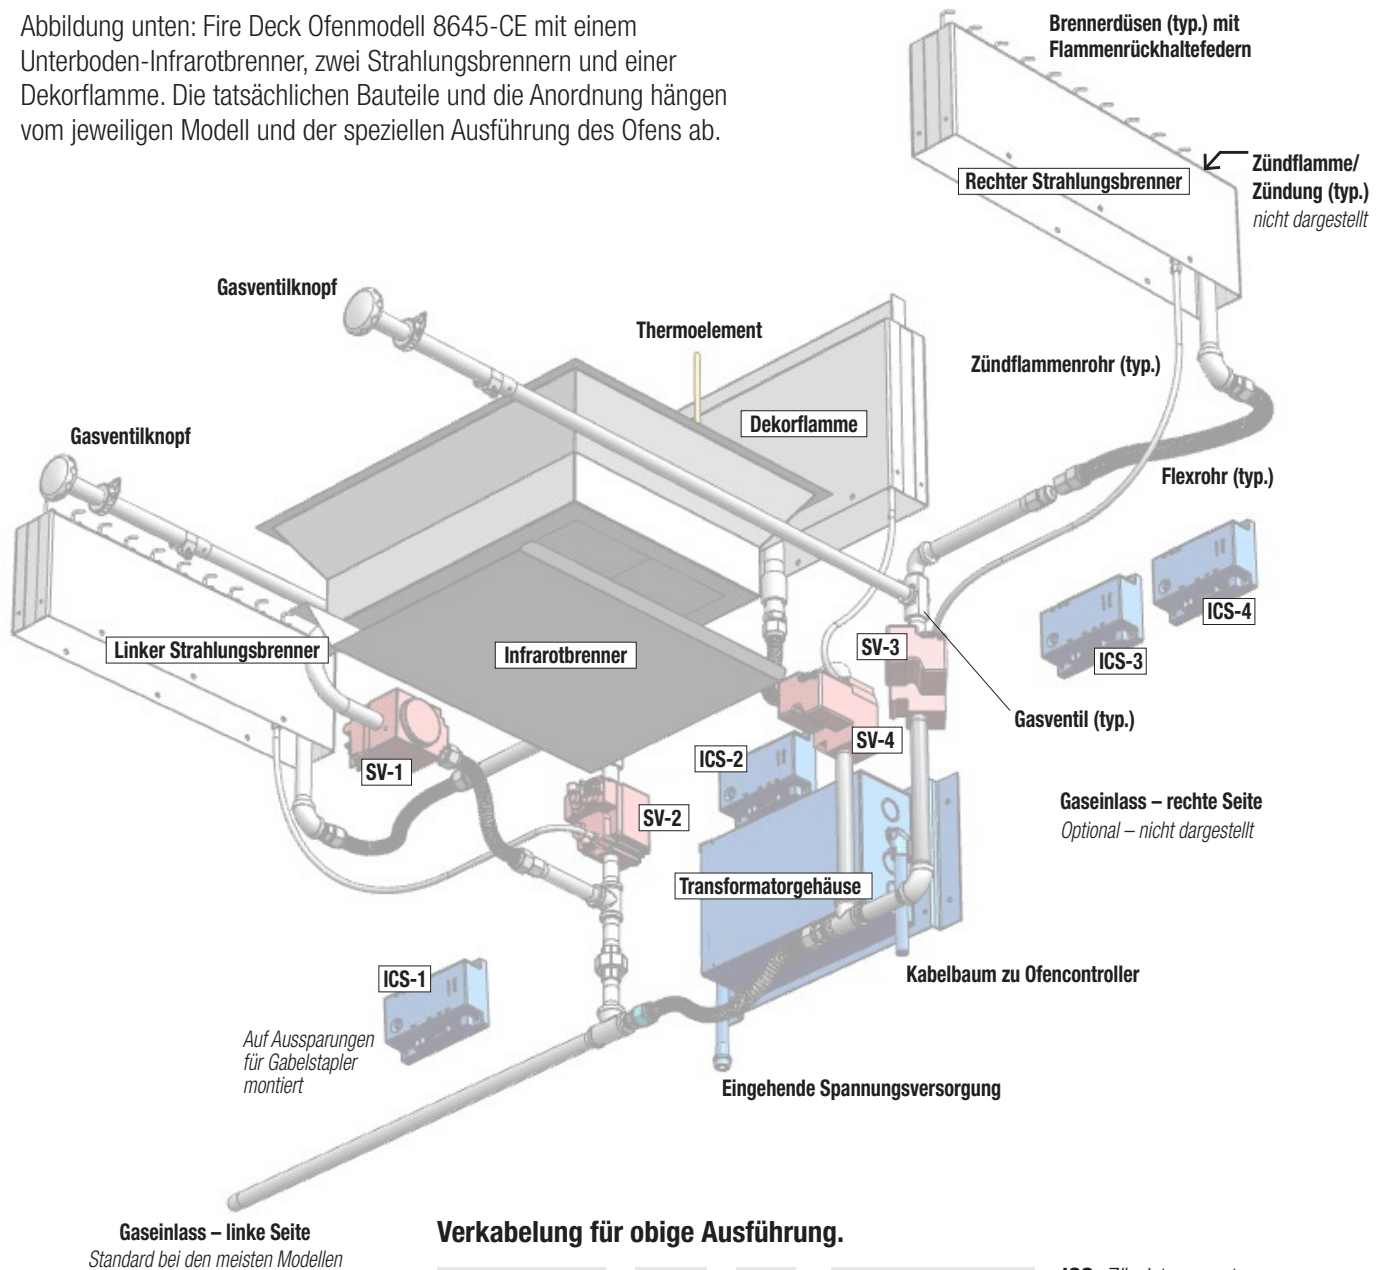 Abbildung unten: Fire Deck Ofenmodell 8645-CE mit einem
Unterboden-Infrarotbrenner, zwei Strahlungsbrennern und einer
Dekorflamme. Die tatsächlichen Bauteile und die Anordnung hängen
vom jeweiligen Modell und der speziellen Ausführung des Ofens ab.
Brennerdüsen (typ.) mit
Flammenrückhaltefedern
Rechter Strahlungsbrenner
Zündflamme/
Zündung (typ.)
nicht dargestellt
Gasventilknopf
Thermoelement
Zündflammenrohr (typ.)
Dekorflamme
Gasventilknopf
Flexrohr (typ.)
ICS-4
ICS-3
Linker Strahlungsbrenner
Infrarotbrenner
SV-3
Gasventil (typ.)
SV-4
ICS-2
SV-1
SV-2
Gaseinlass – rechte Seite
Optional – nicht dargestellt
Transformatorgehäuse
Kabelbaum zu Ofencontroller
ICS-1
Auf Aussparungen
für Gabelstapler
montiert
Eingehende Spannungsversorgung
Gaseinlass – linke Seite
Standard bei den meisten Modellen
Verkabelung für obige Ausführung.